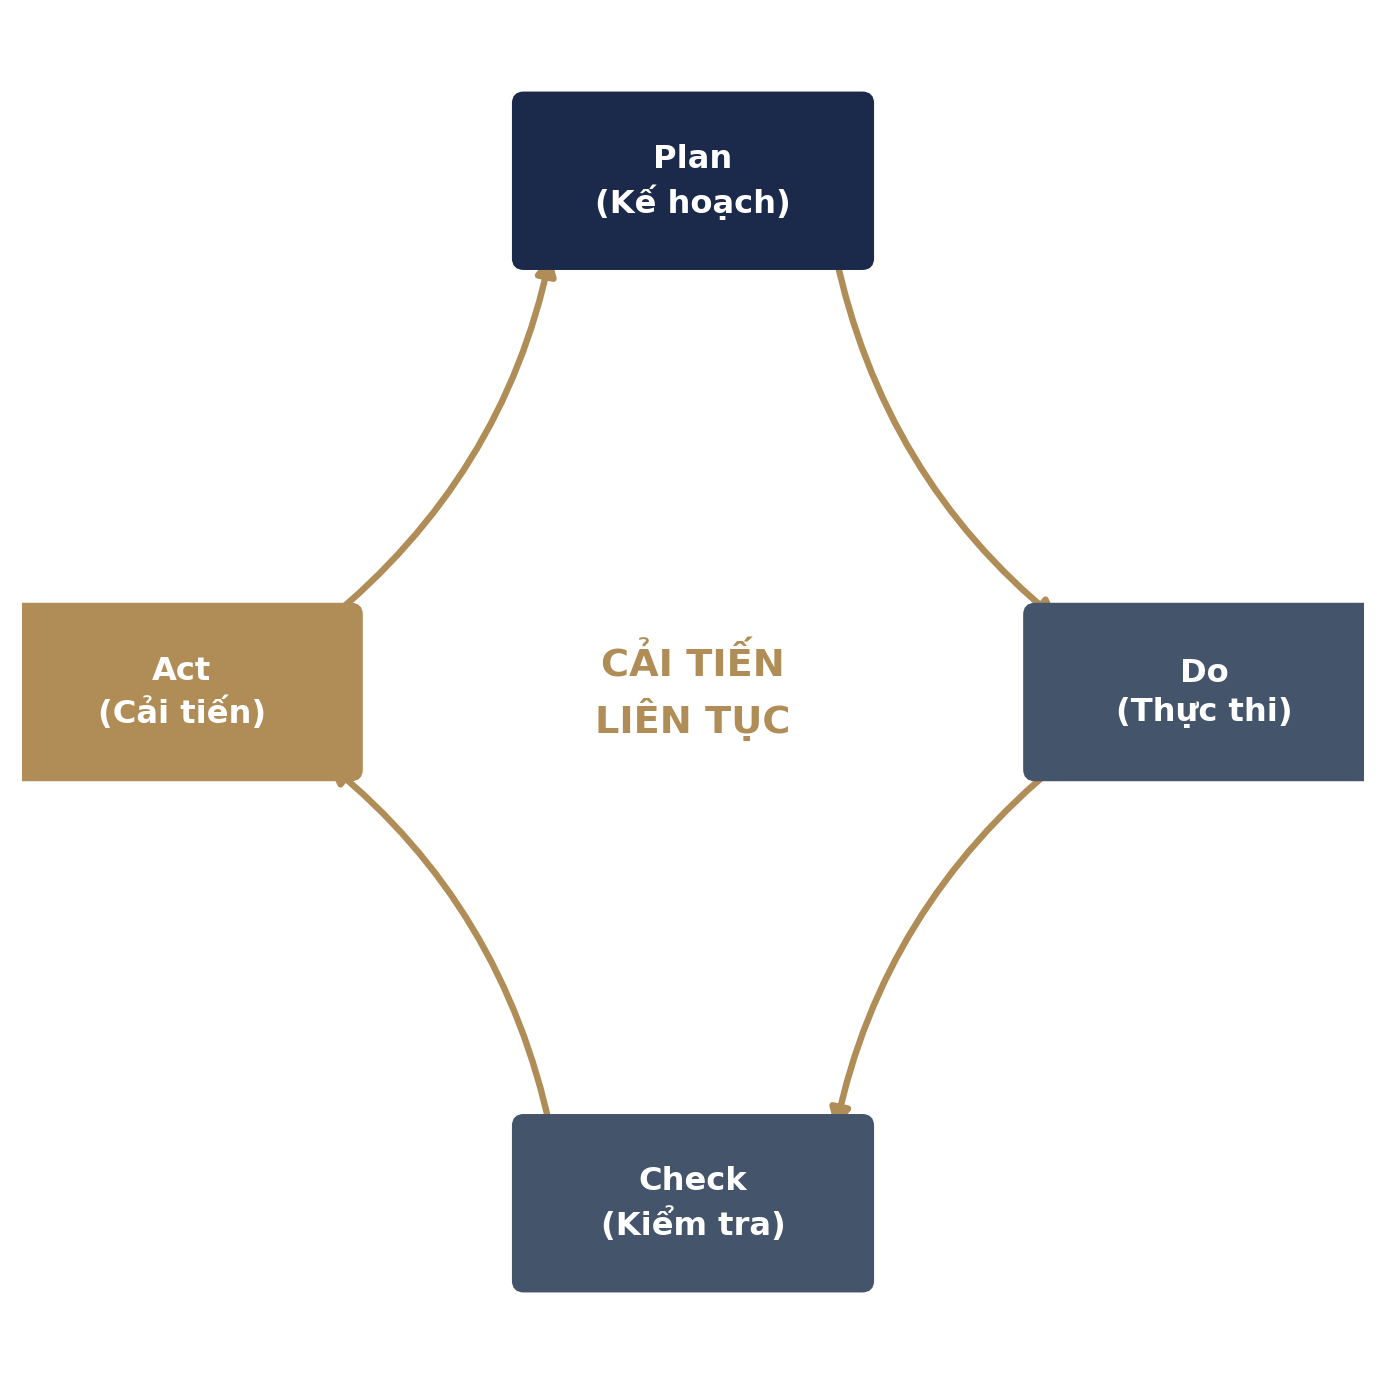 Plan
(Kế hoạch)
Act
(Cải tiến)
CẢI TIẾN
LIÊN TỤC
Do
(Thực thi)
Check
(Kiểm tra)